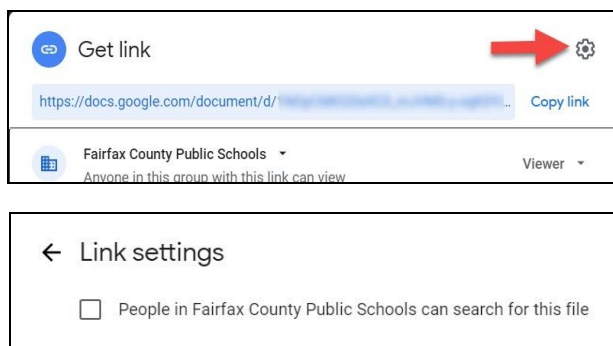 Get link
https://docs.google.com/document/d/ Copy link
Fairfax County Public Schools
Viewer
Anyone in this group with this link can view
Link settings
People in Fairfax County Public Schools can search for this file